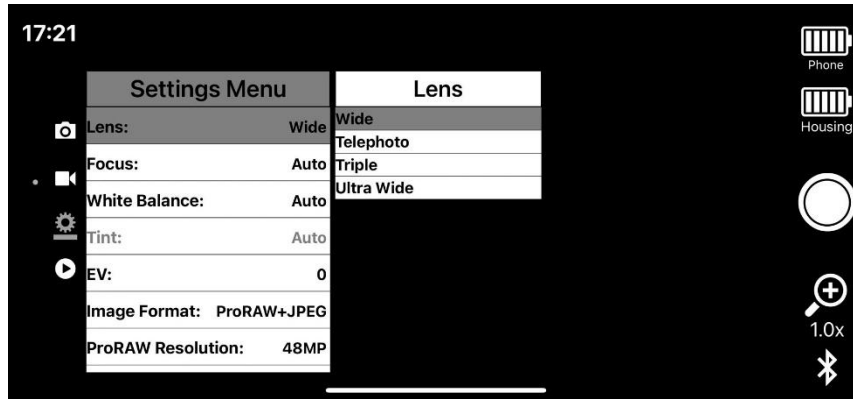 17:21
Settings Menu
Lens: Wide
Focus: Auto
White Balance: Auto
Tint: Auto
EV: 0
Image Format: ProRAW+JPEG
ProRAW Resolution: 48MP
Lens
Wide
Telephoto
Triple
Ultra Wide
Phone
Housing
1.0x